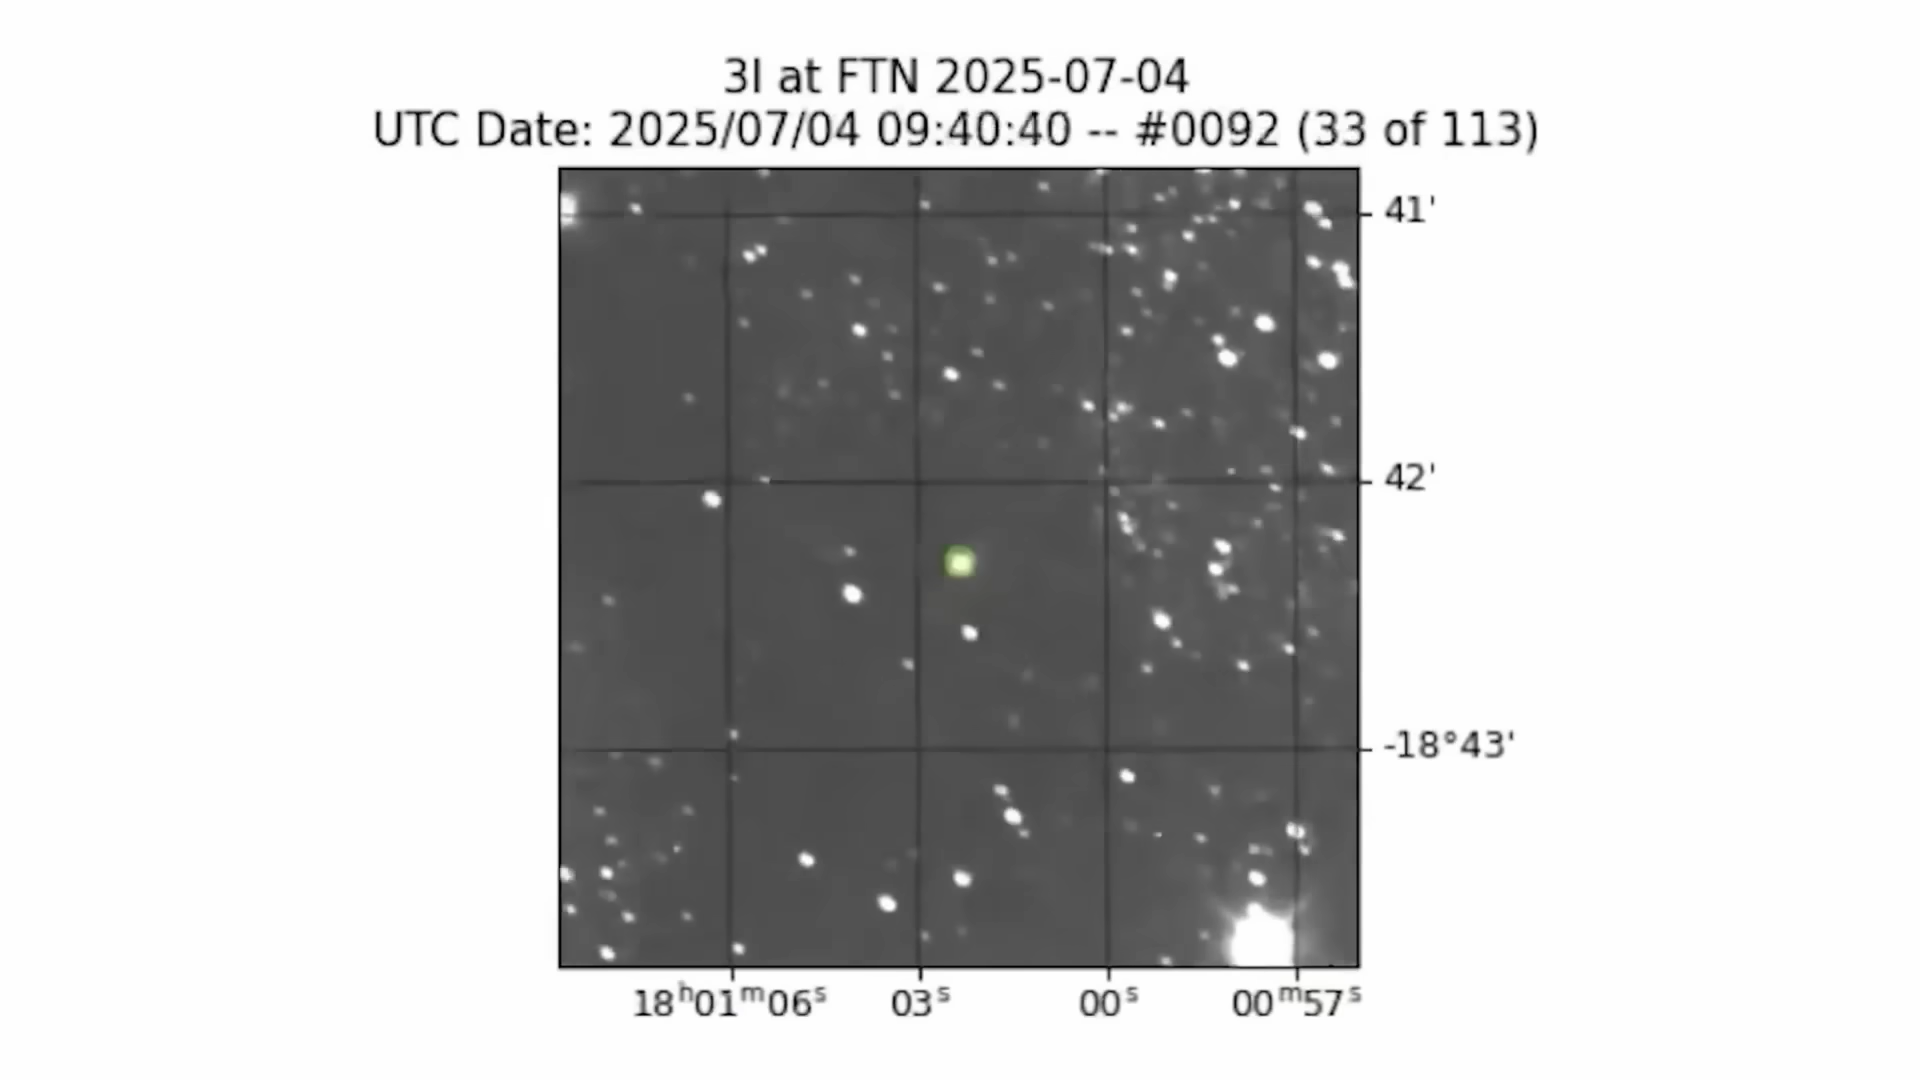 3I at FTN 2025-07-04
UTC Date: 2025/07/04 09:40:40 -- #0092 (33 of 113)
41'
42'
-18°43'
18ʰ01ᵐ06ˢ 03ˢ 00ˢ 00ᵐ57ˢ